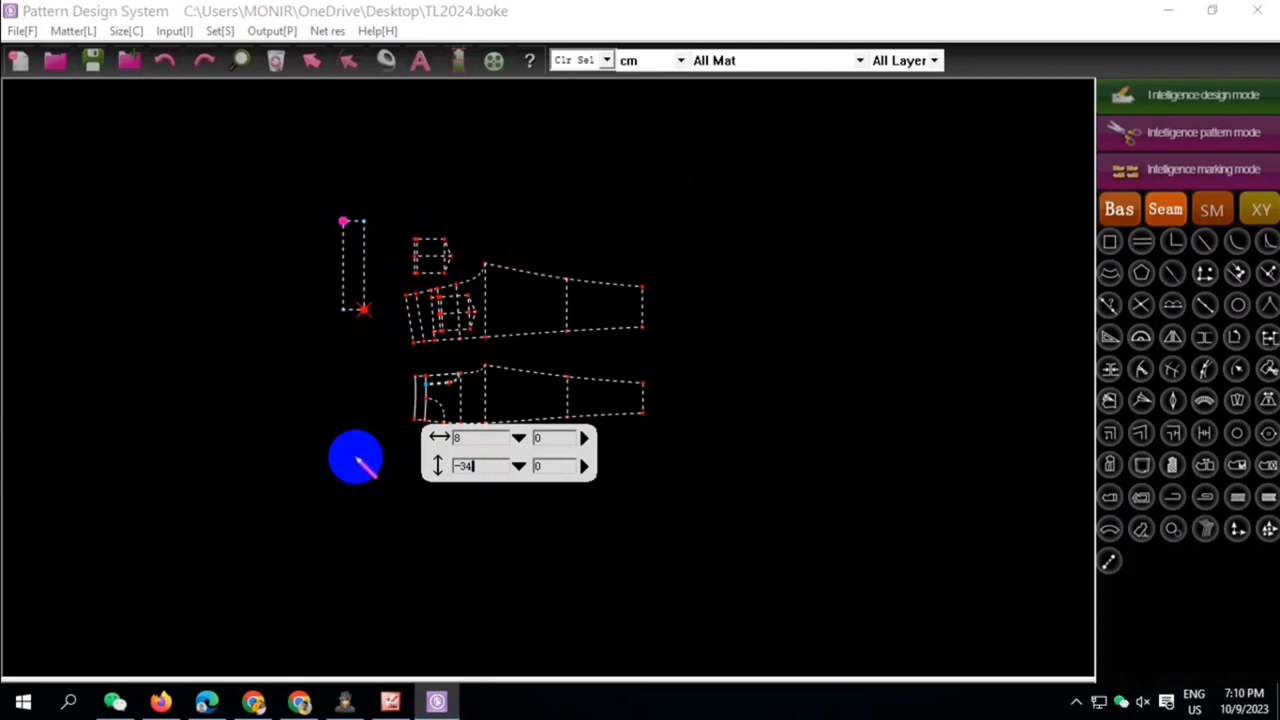 Pattern Design System C:\Users\MONIR\OneDrive\Desktop\TL2024.boke
File[F] Matter[L] Size[C] Input[I] Set[S] Output[P] Net res Help[H]
A ? Clr Sel cm All Mat All Layer
Intelligence design mode
Intelligence pattern mode
Intelligence marking mode
Bas Seam SM XY
8 0
-34 0
ENG
US
7:10 PM
10/9/2023